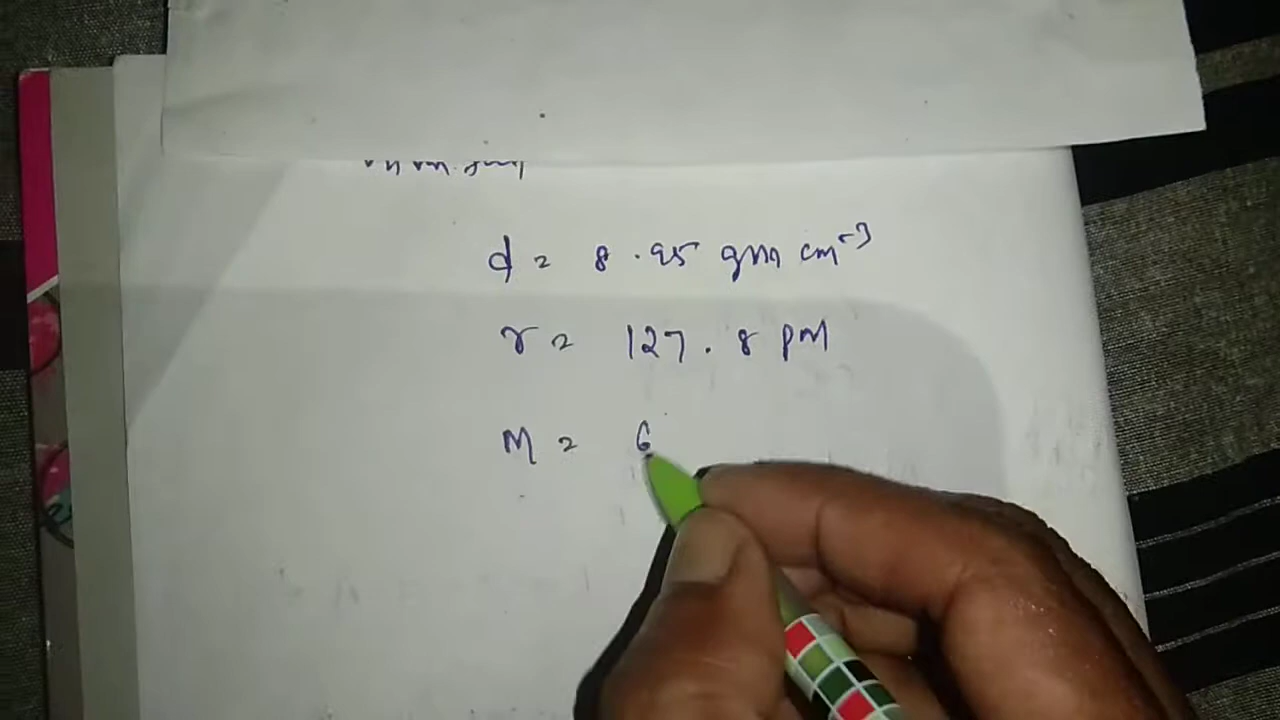 d = 8.95 gm cm⁻³
r = 127.8 pm
M = 6